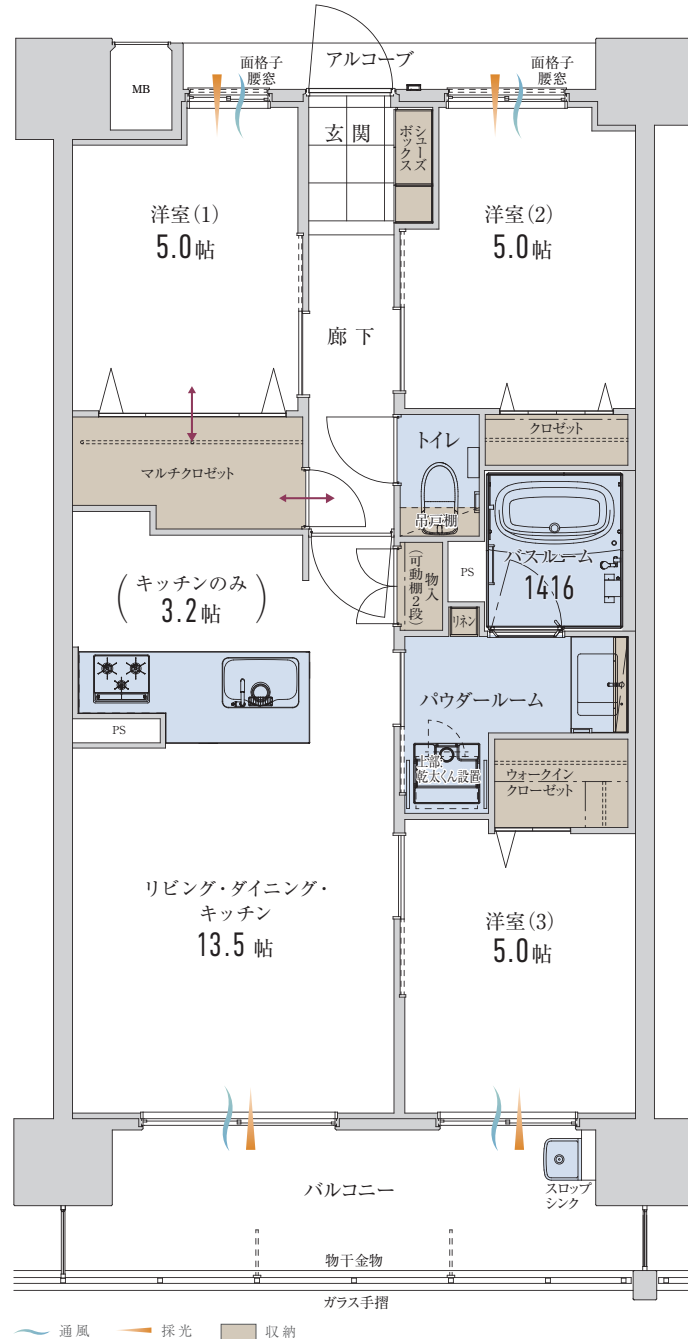 アルコーブ
面格子
腰窓
面格子
腰窓
MB
玄関
シューズ
ボックス
洋室(1)
5.0帖
洋室(2)
5.0帖
廊下
トイレ
クロゼット
マルチクロゼット
吊戸棚
バスルーム
1416
物入
(可動棚2段)
PS
リネン
(キッチンのみ)
3.2帖
PS
パウダールーム
上部:
乾太くん設置
ウォークイン
クローゼット
リビング・ダイニング・
キッチン
13.5 帖
洋室(3)
5.0帖
バルコニー
スロップ
シンク
物干金物
ガラス手摺
通風
採光
収納